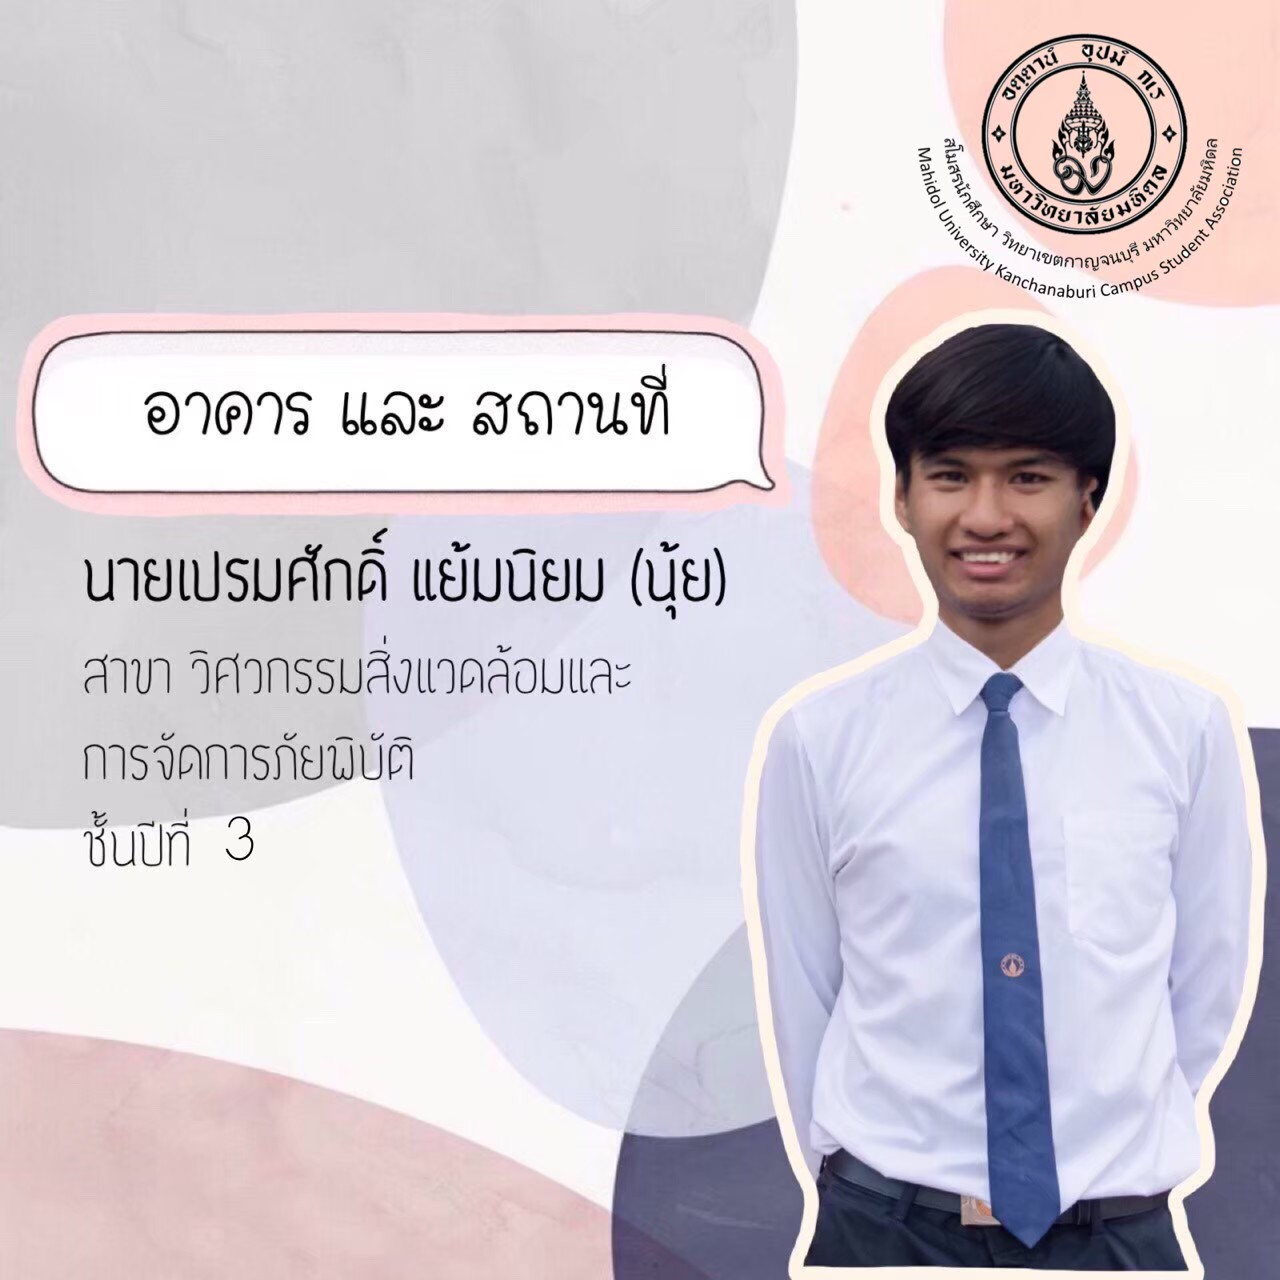 อตฺตานํ อุปมํ กเร
มหาวิทยาลัยมหิดล
สโมสรนักศึกษา วิทยาเขตกาญจนบุรี มหาวิทยาลัยมหิดล
Mahidol University Kanchanaburi Campus Student Association
อาคาร และ สถานที่
นายเปรมศักดิ์ แย้มนิยม (นุ้ย)
สาขา วิศวกรรมสิ่งแวดล้อมและ
การจัดการภัยพิบัติ
ชั้นปีที่ 3